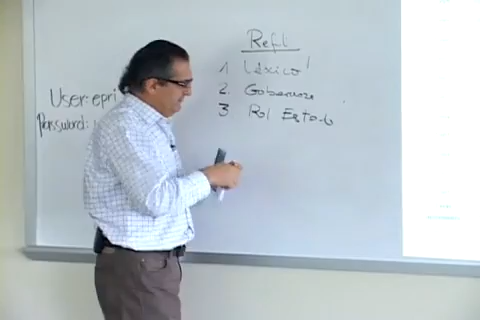 Refl
1 Léxico
2. Gobernanza
3 Rol Estado
User: epri
Password: